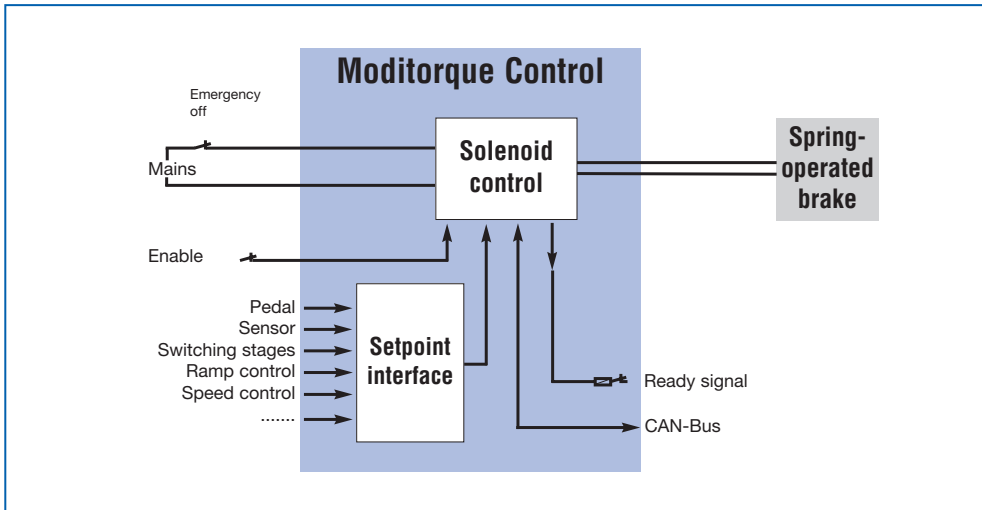 Moditorque Control
Emergency
off
Mains
Solenoid
control
Spring-
operated
brake
Enable
Pedal
Sensor
Switching stages
Ramp control
Speed control
.......
Setpoint
interface
Ready signal
CAN-Bus